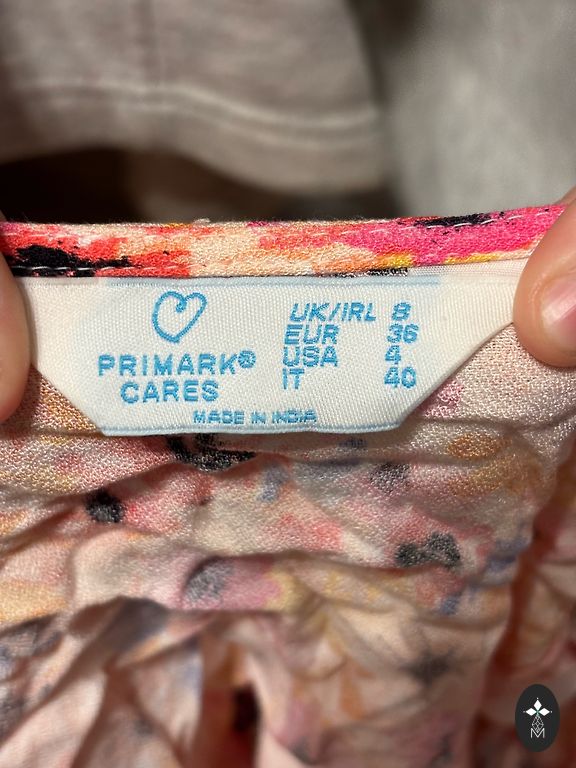 PRIMARK®
CARES
UK/IRL 8
EUR 36
USA 4
IT 40
MADE IN INDIA
M